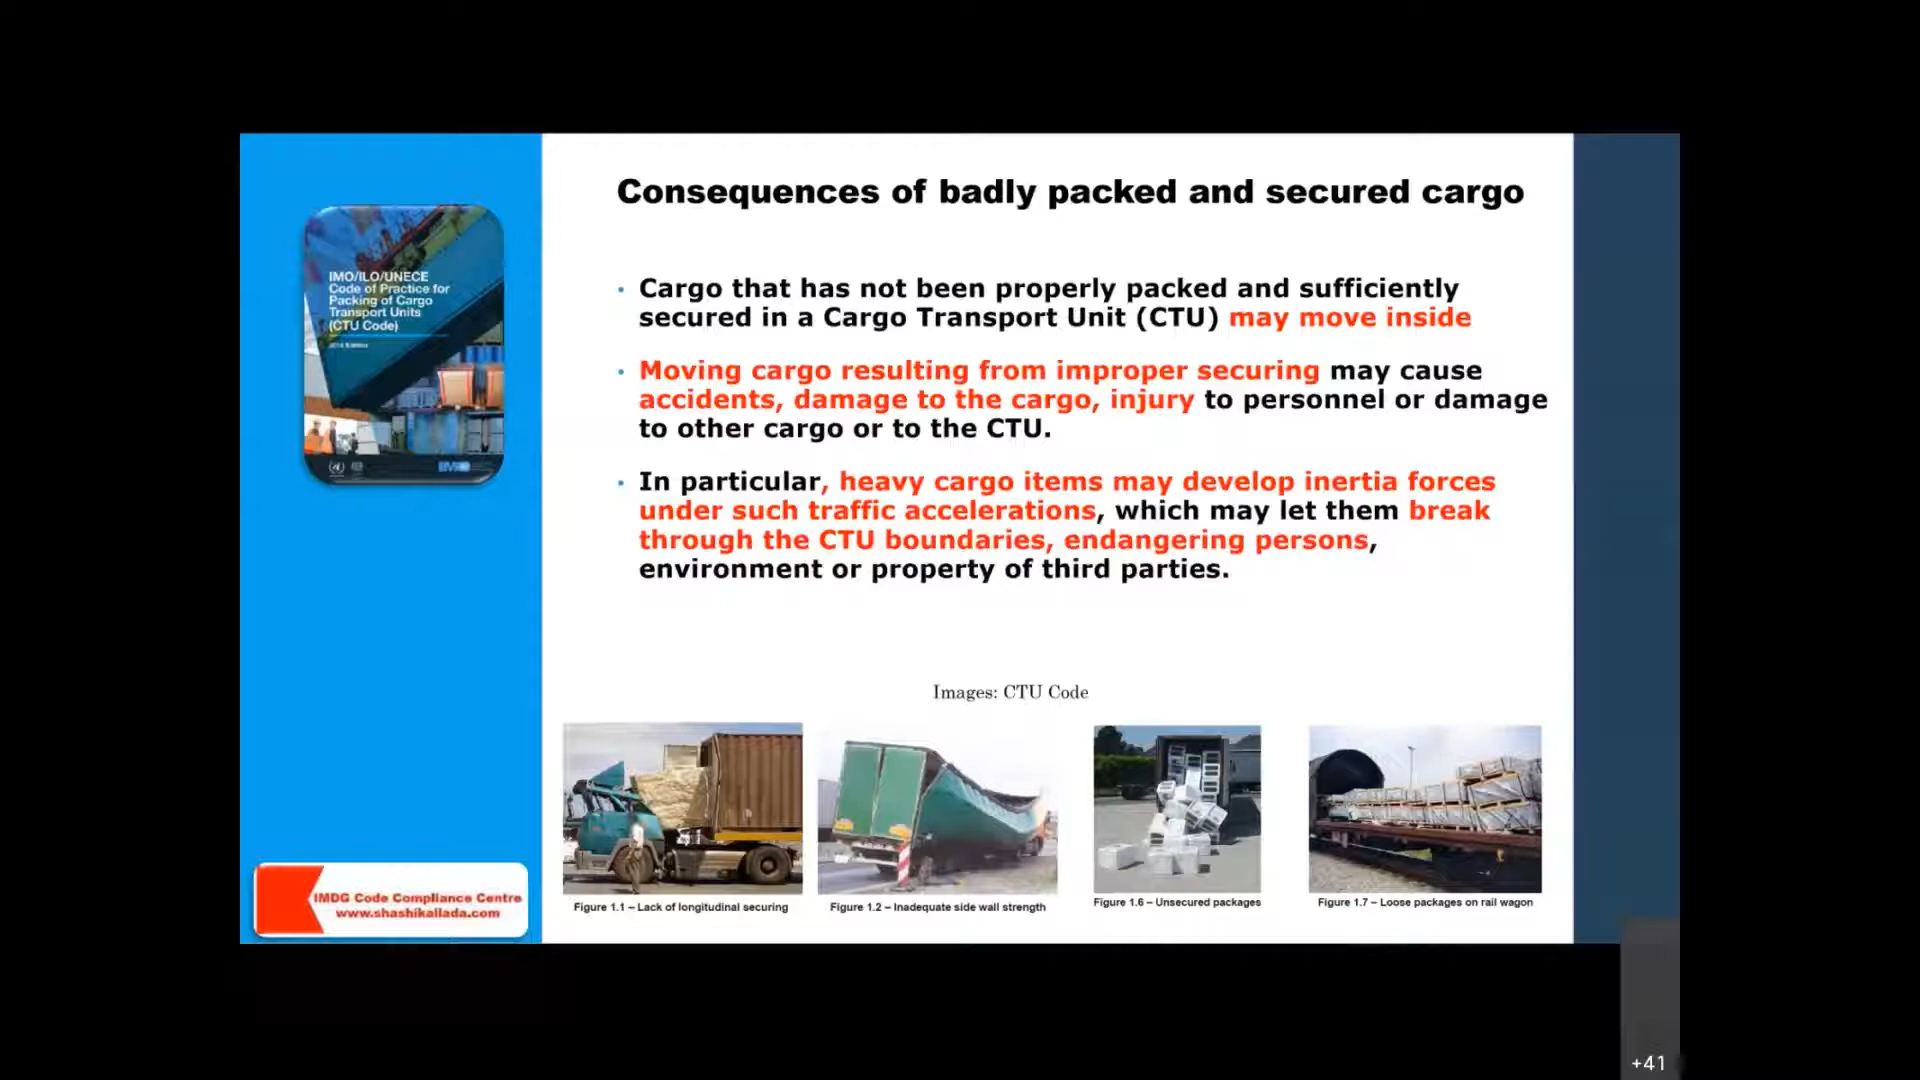 Consequences of badly packed and secured cargo
IMO/ILO/UNECE
Code of Practice for
Packing of Cargo
Transport Units
(CTU Code)
• Cargo that has not been properly packed and sufficiently
secured in a Cargo Transport Unit (CTU) may move inside
• Moving cargo resulting from improper securing may cause
accidents, damage to the cargo, injury to personnel or damage
to other cargo or to the CTU.
• In particular, heavy cargo items may develop inertia forces
under such traffic accelerations, which may let them break
through the CTU boundaries, endangering persons,
environment or property of third parties.
Images: CTU Code
Figure 1.1 – Lack of longitudinal securing
Figure 1.2 – Inadequate side wall strength
Figure 1.6 – Unsecured packages
Figure 1.7 – Loose packages on rail wagon
IMDG Code Compliance Centre
www.shashikallada.com
+41